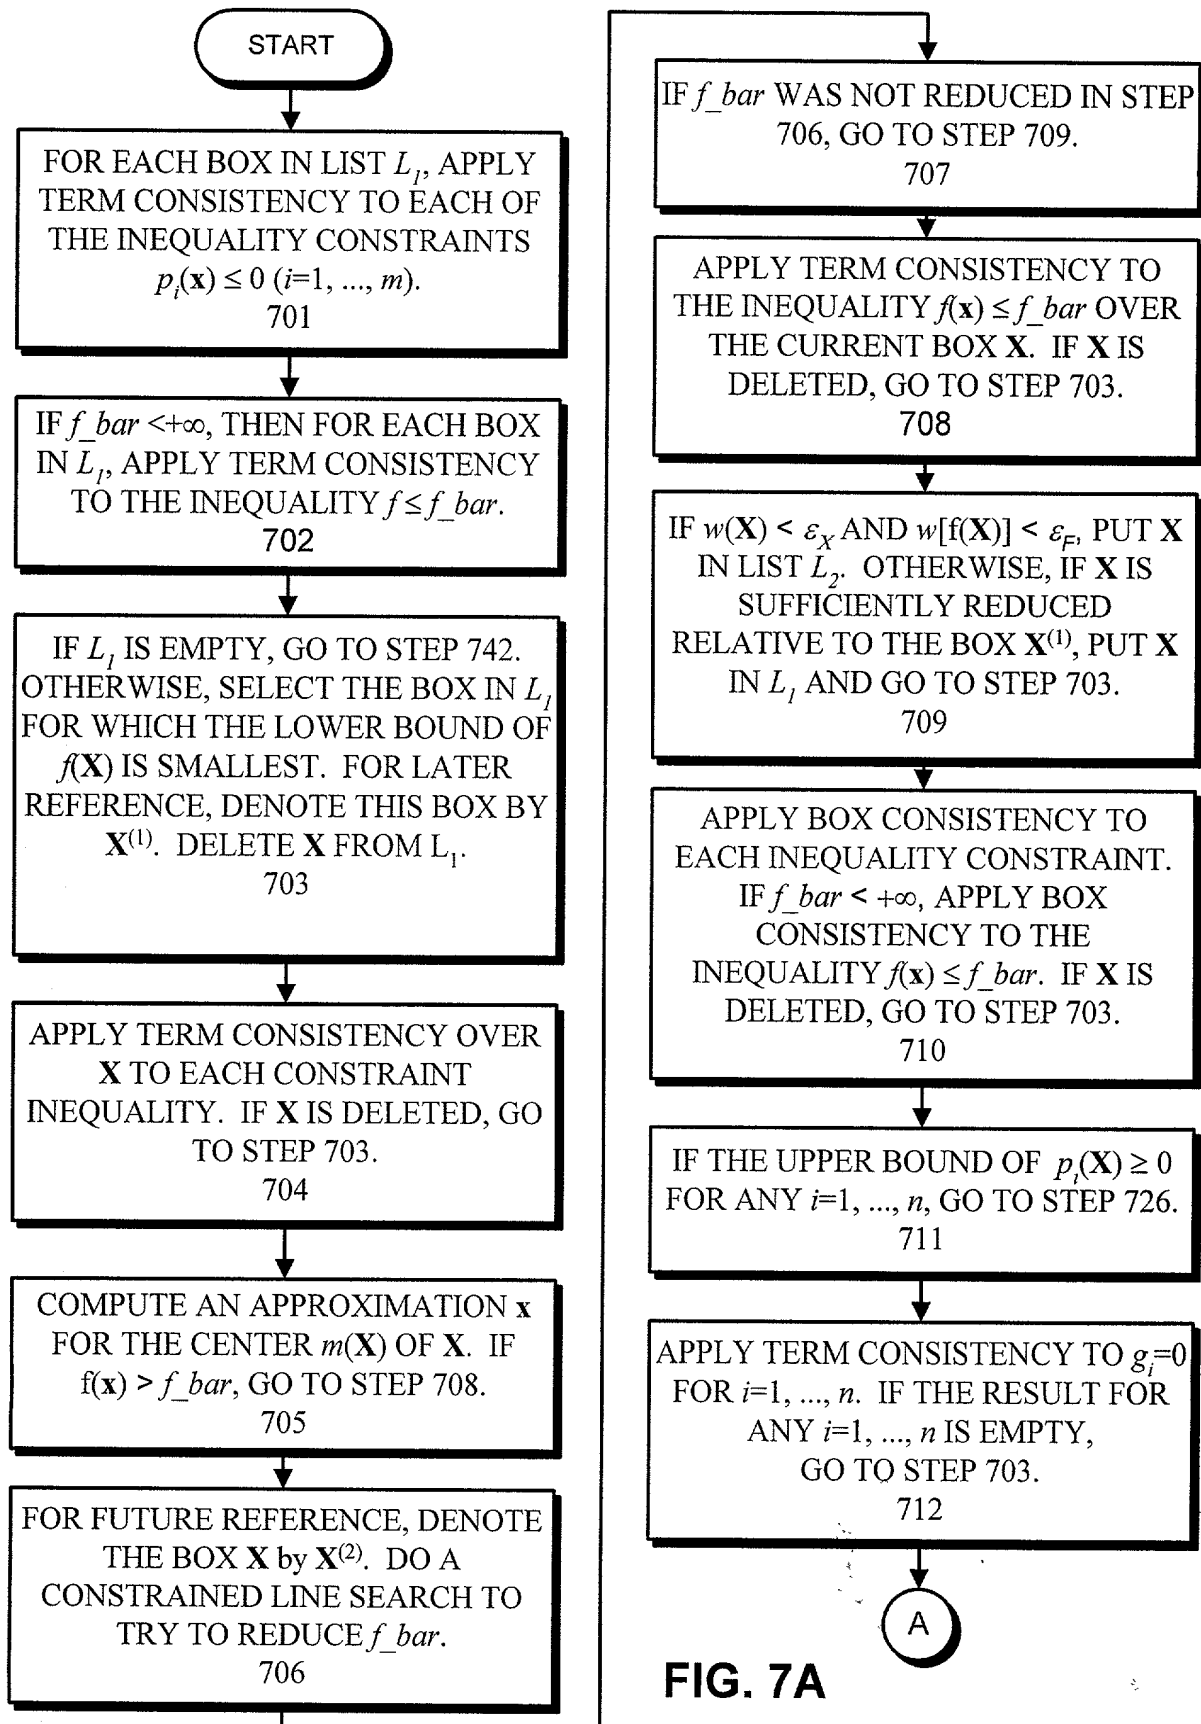 START
FOR EACH BOX IN LIST L₁, APPLY
TERM CONSISTENCY TO EACH OF
THE INEQUALITY CONSTRAINTS
pᵢ(x) ≤ 0 (i=1, ..., m).
701
IF f_bar <+∞, THEN FOR EACH BOX
IN L₁, APPLY TERM CONSISTENCY
TO THE INEQUALITY f ≤ f_bar.
702
IF L₁ IS EMPTY, GO TO STEP 742.
OTHERWISE, SELECT THE BOX IN L₁
FOR WHICH THE LOWER BOUND OF
f(X) IS SMALLEST. FOR LATER
REFERENCE, DENOTE THIS BOX BY
X⁽¹⁾. DELETE X FROM L₁.
703
APPLY TERM CONSISTENCY OVER
X TO EACH CONSTRAINT
INEQUALITY. IF X IS DELETED, GO
TO STEP 703.
704
COMPUTE AN APPROXIMATION x
FOR THE CENTER m(X) OF X. IF
f(x) > f_bar, GO TO STEP 708.
705
FOR FUTURE REFERENCE, DENOTE
THE BOX X by X⁽²⁾. DO A
CONSTRAINED LINE SEARCH TO
TRY TO REDUCE f_bar.
706
IF f_bar WAS NOT REDUCED IN STEP
706, GO TO STEP 709.
707
APPLY TERM CONSISTENCY TO
THE INEQUALITY f(x) ≤ f_bar OVER
THE CURRENT BOX X. IF X IS
DELETED, GO TO STEP 703.
708
IF w(X) < ε_X AND w[f(X)] < ε_F, PUT X
IN LIST L₂. OTHERWISE, IF X IS
SUFFICIENTLY REDUCED
RELATIVE TO THE BOX X⁽¹⁾, PUT X
IN L₁ AND GO TO STEP 703.
709
APPLY BOX CONSISTENCY TO
EACH INEQUALITY CONSTRAINT.
IF f_bar < +∞, APPLY BOX
CONSISTENCY TO THE
INEQUALITY f(x) ≤ f_bar. IF X IS
DELETED, GO TO STEP 703.
710
IF THE UPPER BOUND OF pᵢ(X) ≥ 0
FOR ANY i=1, ..., n, GO TO STEP 726.
711
APPLY TERM CONSISTENCY TO gᵢ=0
FOR i=1, ..., n. IF THE RESULT FOR
ANY i=1, ..., n IS EMPTY,
GO TO STEP 703.
712
A
FIG. 7A